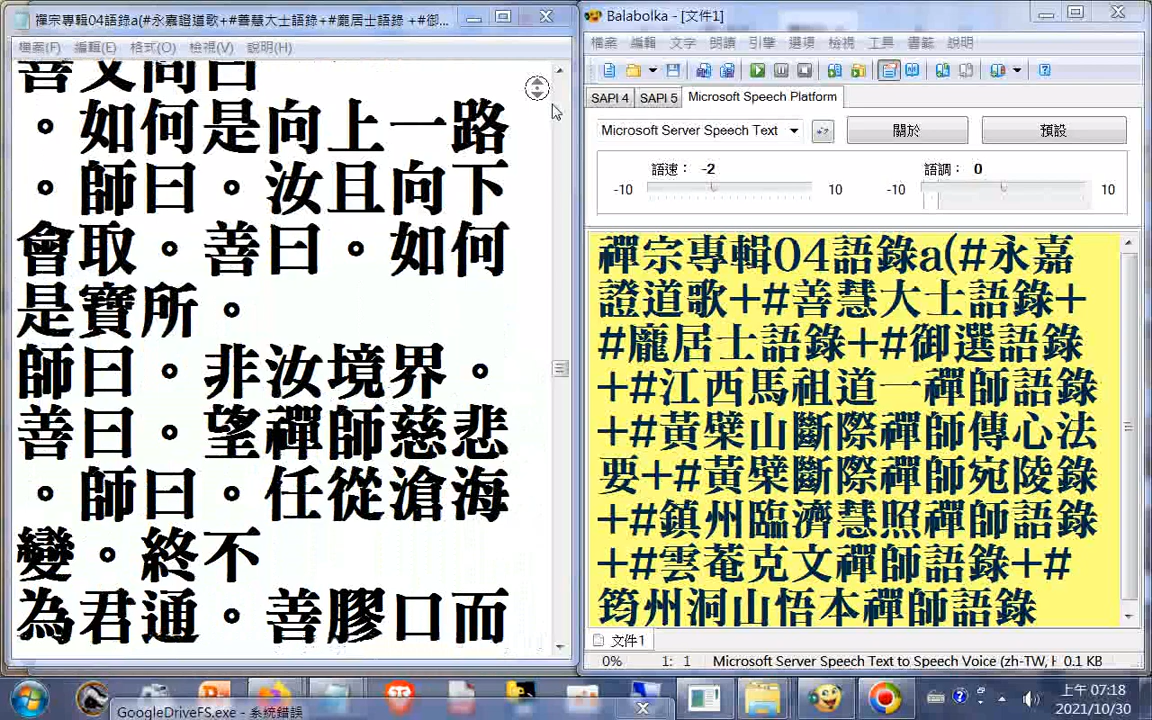 禪宗專輯04語錄a(#永嘉證道歌+#善慧大士語錄+#龐居士語錄 +#御...
檔案(F) 編輯(E) 格式(O) 檢視(V) 說明(H)
善又問曰
。如何是向上一路
。師曰。汝且向下
會取。善曰。如何
是寶所。
師曰。非汝境界。
善曰。望禪師慈悲
。師曰。任從滄海
變。終不
為君通。善膠口而
Balabolka - [文件1]
檔案 編輯 文字 朗讀 引擎 選項 檢視 工具 書籤 說明
SAPI 4 SAPI 5 Microsoft Speech Platform
Microsoft Server Speech Text 關於 預設
語速: -2 語調: 0
-10 10 -10 10
禪宗專輯04語錄a(#永嘉
證道歌+#善慧大士語錄+
#龐居士語錄+#御選語錄
+#江西馬祖道一禪師語錄
+#黃檗山斷際禪師傳心法
要+#黃檗斷際禪師宛陵錄
+#鎮州臨濟慧照禪師語錄
+#雲菴克文禪師語錄+#
筠州洞山悟本禪師語錄
文件1
0% 1: 1 Microsoft Server Speech Text to Speech Voice (zh-TW, H 0.1 KB
GoogleDriveFS.exe - 系統錯誤
上午 07:18
2021/10/30